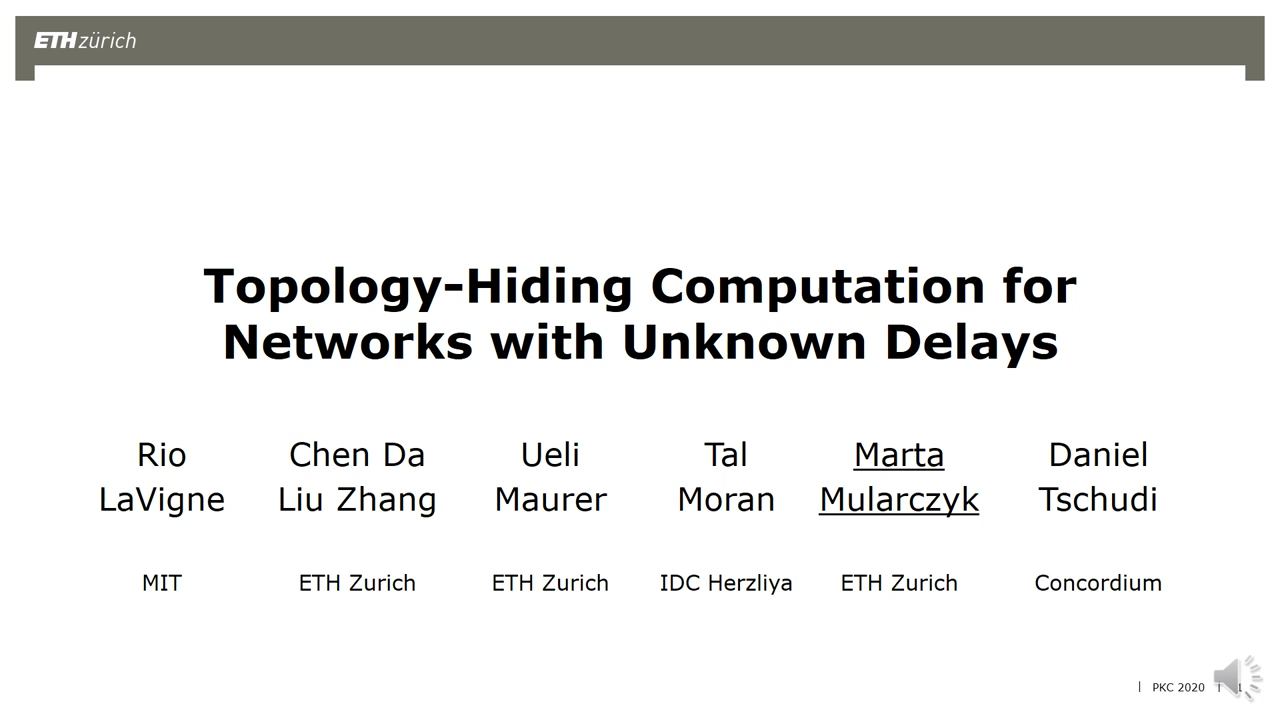 ETH zürich
Topology-Hiding Computation for
Networks with Unknown Delays
Rio Chen Da Ueli Tal Marta Daniel
LaVigne Liu Zhang Maurer Moran Mularczyk Tschudi
MIT ETH Zurich ETH Zurich IDC Herzliya ETH Zurich Concordium
| PKC 2020 | 1